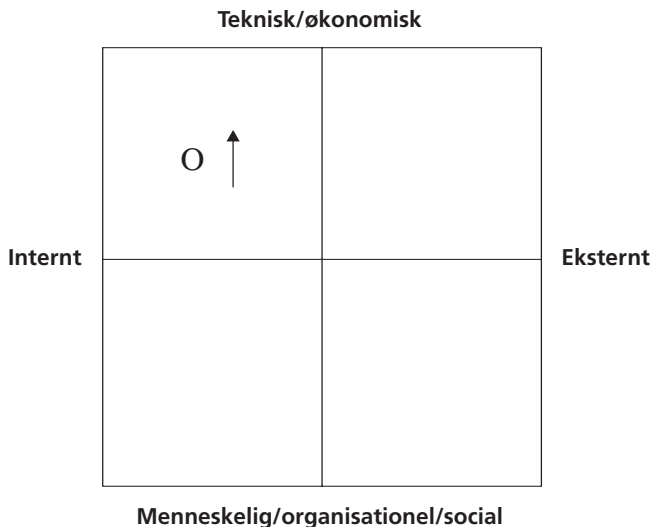 Teknisk/økonomisk
O
Internt
Eksternt
Menneskelig/organisationel/social